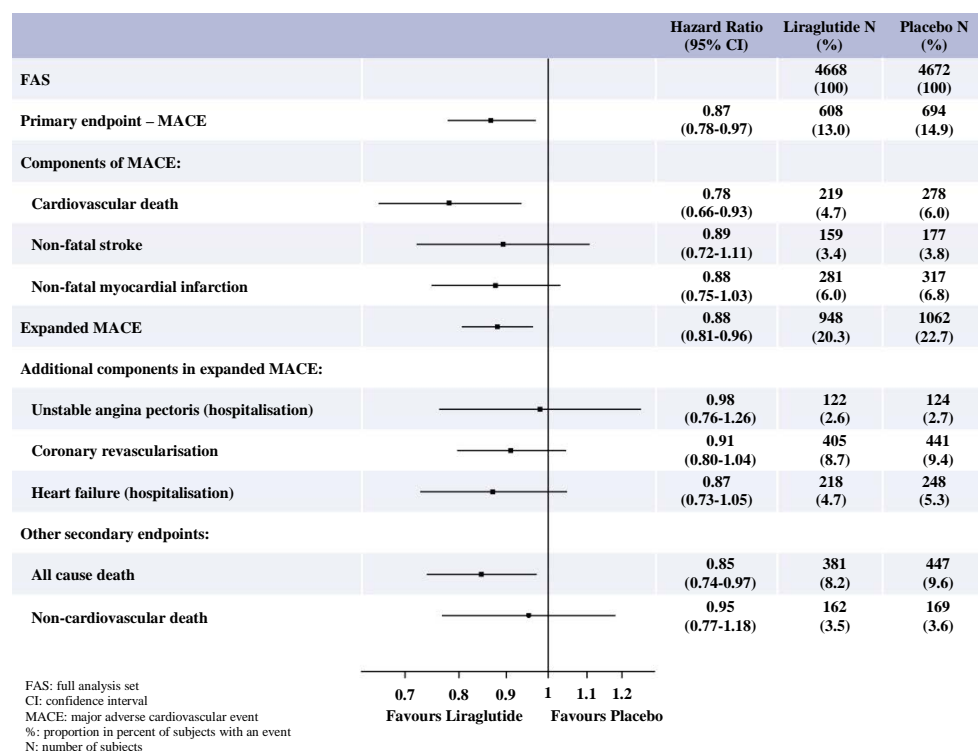 Hazard Ratio (95% CI) Liraglutide N (%) Placebo N (%)
FAS 4668 (100) 4672 (100)
Primary endpoint – MACE 0.87 (0.78-0.97) 608 (13.0) 694 (14.9)
Components of MACE:
Cardiovascular death 0.78 (0.66-0.93) 219 (4.7) 278 (6.0)
Non-fatal stroke 0.89 (0.72-1.11) 159 (3.4) 177 (3.8)
Non-fatal myocardial infarction 0.88 (0.75-1.03) 281 (6.0) 317 (6.8)
Expanded MACE 0.88 (0.81-0.96) 948 (20.3) 1062 (22.7)
Additional components in expanded MACE:
Unstable angina pectoris (hospitalisation) 0.98 (0.76-1.26) 122 (2.6) 124 (2.7)
Coronary revascularisation 0.91 (0.80-1.04) 405 (8.7) 441 (9.4)
Heart failure (hospitalisation) 0.87 (0.73-1.05) 218 (4.7) 248 (5.3)
Other secondary endpoints:
All cause death 0.85 (0.74-0.97) 381 (8.2) 447 (9.6)
Non-cardiovascular death 0.95 (0.77-1.18) 162 (3.5) 169 (3.6)
0.7 0.8 0.9 1 1.1 1.2
Favours Liraglutide Favours Placebo
FAS: full analysis set
CI: confidence interval
MACE: major adverse cardiovascular event
%: proportion in percent of subjects with an event
N: number of subjects